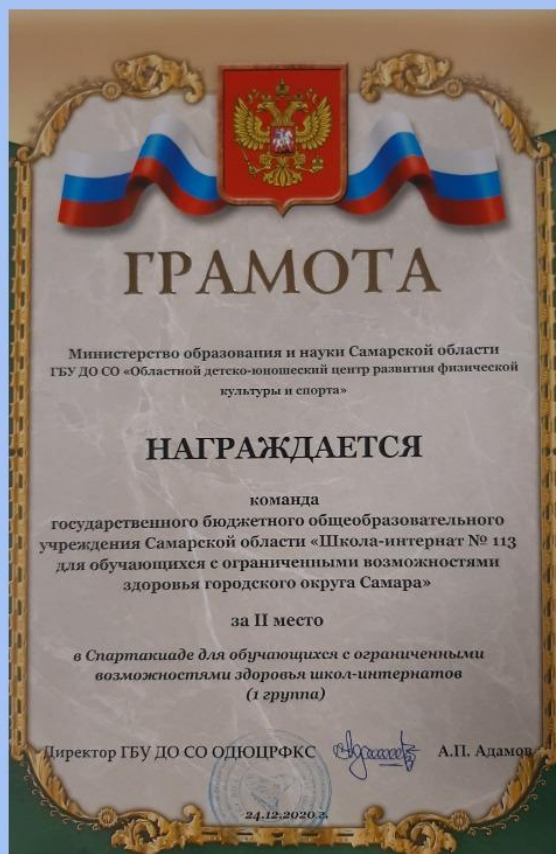 ГРАМОТА
Министерство образования и науки Самарской области
ГБУ ДО СО «Областной детско-юношеский центр развития физической
культуры и спорта»
НАГРАЖДАЕТСЯ
команда
государственного бюджетного общеобразовательного
учреждения Самарской области «Школа-интернат № 113
для обучающихся с ограниченными возможностями
здоровья городского округа Самара»
за II место
в Спартакиаде для обучающихся с ограниченными
возможностями здоровья школ-интернатов
(1 группа)
Директор ГБУ ДО СО ОДЮЦРФКС А.П. Адамов
24.12.2020 г.